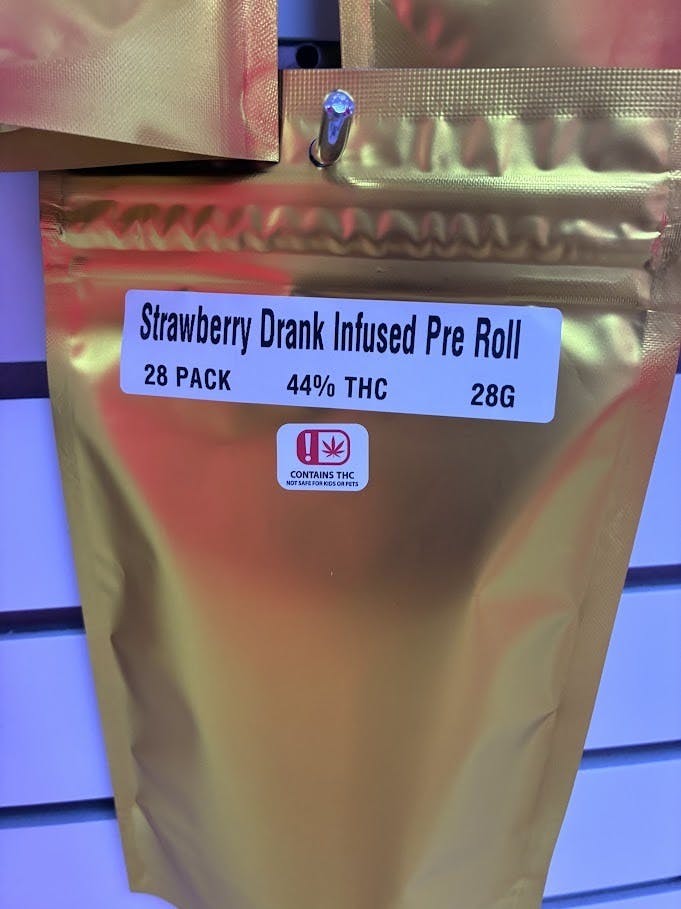 Strawberry Drank Infused Pre Roll
28 PACK 44% THC 28G
CONTAINS THC
NOT SAFE FOR KIDS OR PETS